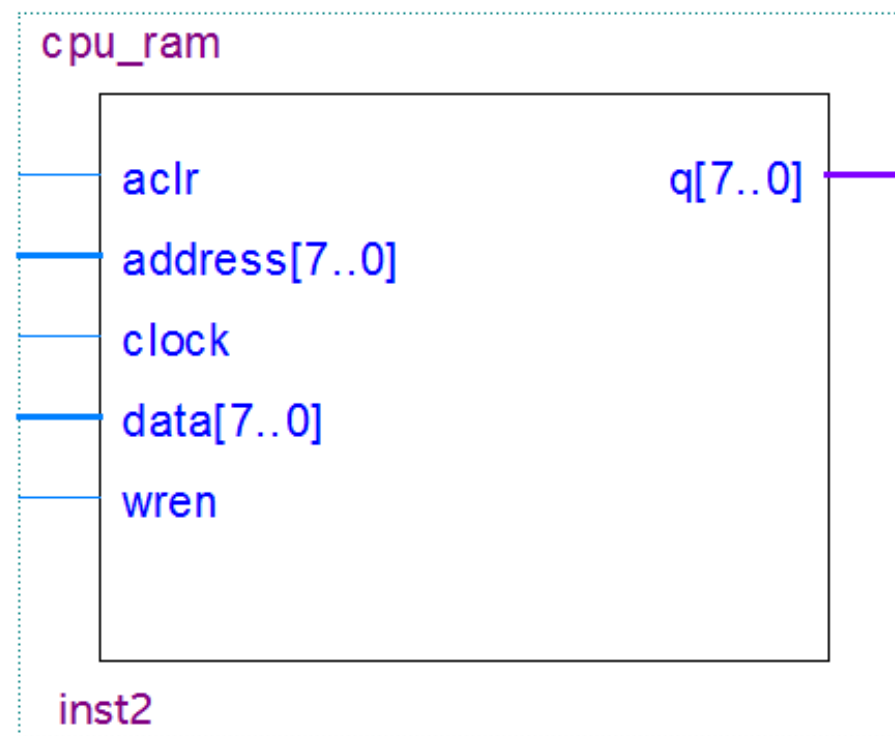 cpu_ram
aclr q[7..0]
address[7..0]
clock
data[7..0]
wren
inst2